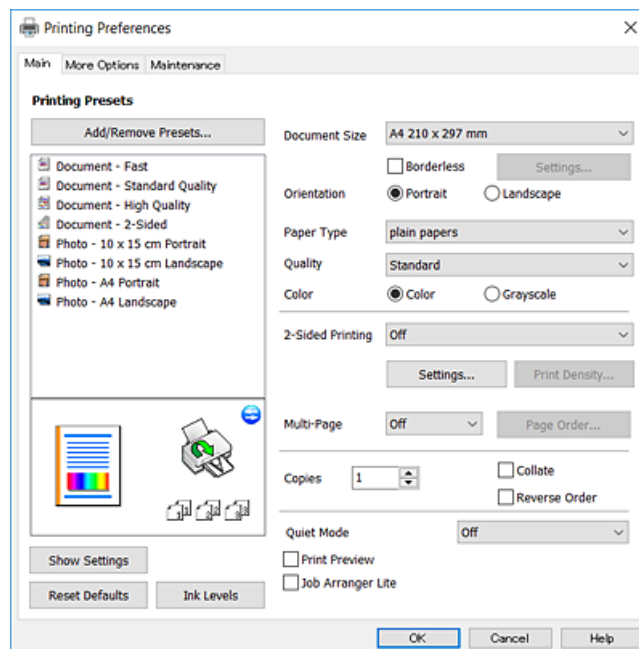 Printing Preferences
Main More Options Maintenance
Printing Presets
Add/Remove Presets...
Document - Fast
Document - Standard Quality
Document - High Quality
Document - 2-Sided
Photo - 10 x 15 cm Portrait
Photo - 10 x 15 cm Landscape
Photo - A4 Portrait
Photo - A4 Landscape
Show Settings
Reset Defaults Ink Levels
Document Size A4 210 x 297 mm
Borderless Settings...
Orientation Portrait Landscape
Paper Type plain papers
Quality Standard
Color Color Grayscale
2-Sided Printing Off
Settings... Print Density...
Multi-Page Off Page Order...
Copies 1 Collate
Reverse Order
Quiet Mode Off
Print Preview
Job Arranger Lite
OK Cancel Help